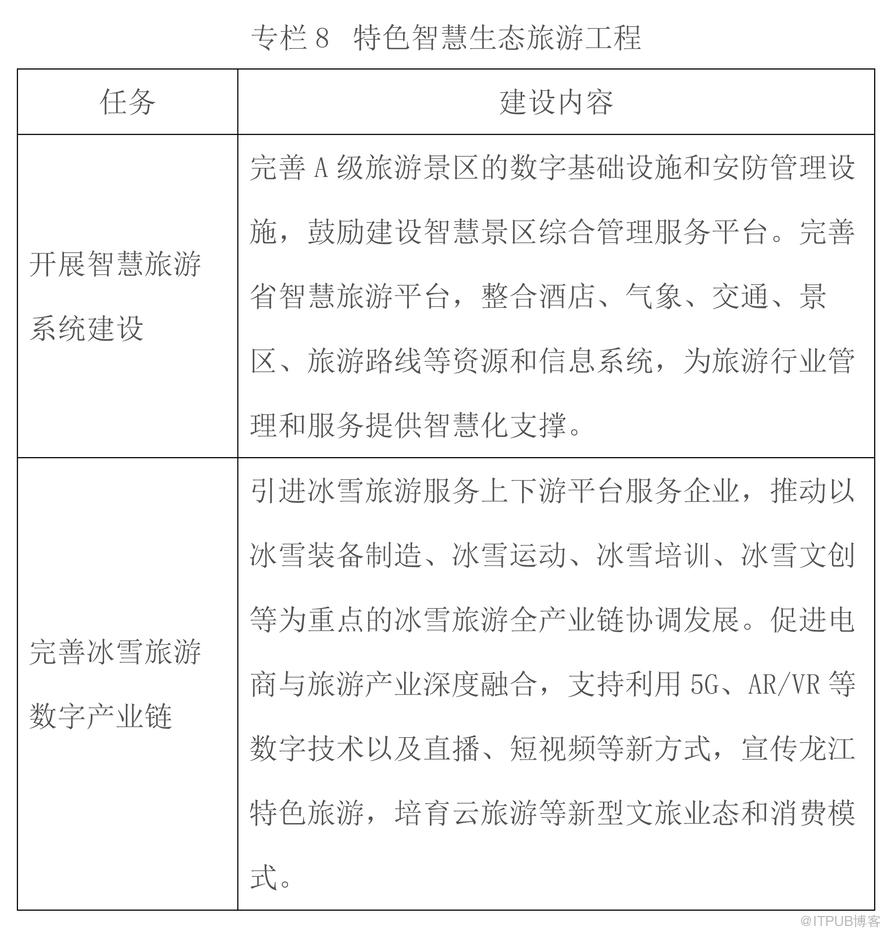 专栏 8 特色智慧生态旅游工程
任务
建设内容
开展智慧旅游
系统建设
完善 A 级旅游景区的数字基础设施和安防管理设
施，鼓励建设智慧景区综合管理服务平台。完善
省智慧旅游平台，整合酒店、气象、交通、景
区、旅游路线等资源和信息系统，为旅游行业管
理和服务提供智慧化支撑。
完善冰雪旅游
数字产业链
引进冰雪旅游服务上下游平台服务企业，推动以
冰雪装备制造、冰雪运动、冰雪培训、冰雪文创
等为重点的冰雪旅游全产业链协调发展。促进电
商与旅游产业深度融合，支持利用 5G、AR/VR 等
数字技术以及直播、短视频等新方式，宣传龙江
特色旅游，培育云旅游等新型文旅业态和消费模
式。
@ITPUB博客